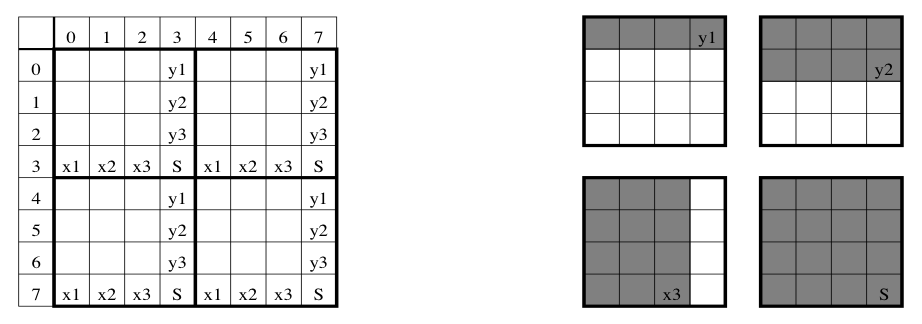 0 1 2 3 4 5 6 7
0 y1 y1
1 y2 y2
2 y3 y3
3 x1 x2 x3 S x1 x2 x3 S
4 y1 y1
5 y2 y2
6 y3 y3
7 x1 x2 x3 S x1 x2 x3 S
y1
y2
x3
S